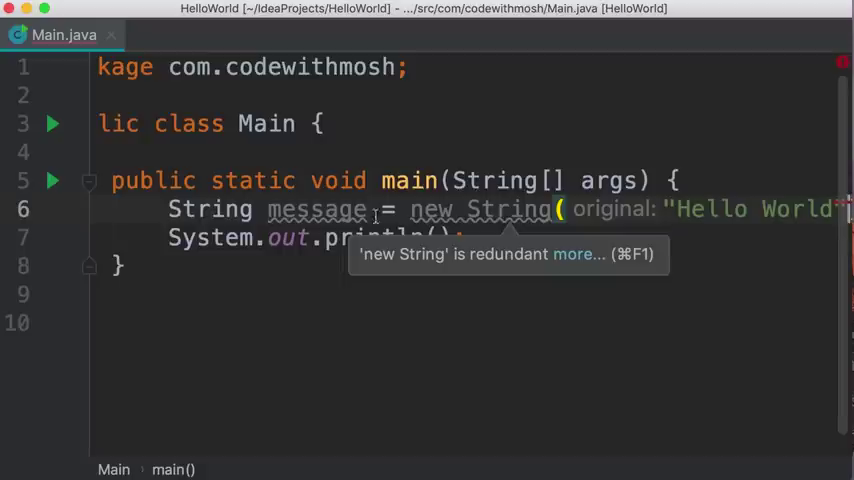 HelloWorld [~/IdeaProjects/HelloWorld] - .../src/com/codewithmosh/Main.java [HelloWorld]
Main.java
1 kage com.codewithmosh;
2
3 lic class Main {
4
5 public static void main(String[] args) {
6 String message = new String( original: "Hello World"
7 System.out.println();
'new String' is redundant more... (⌘F1)
8 }
9
10
Main › main()